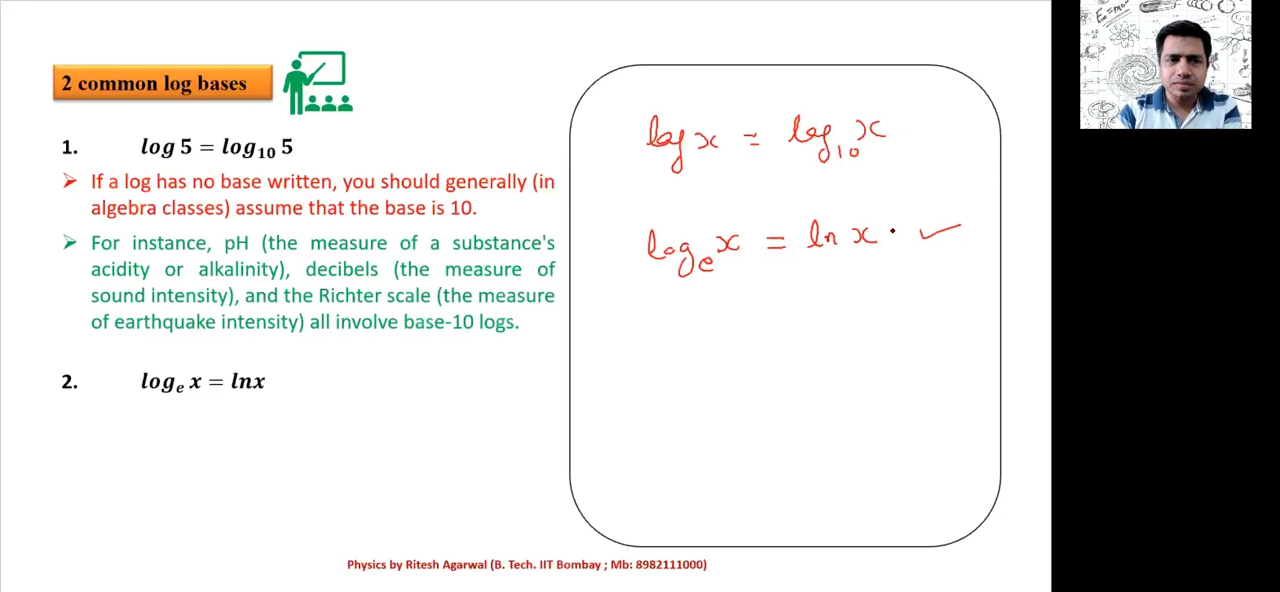 2 common log bases
1. log 5 = log₁₀ 5
➢ If a log has no base written, you should generally (in
algebra classes) assume that the base is 10.
➢ For instance, pH (the measure of a substance's
acidity or alkalinity), decibels (the measure of
sound intensity), and the Richter scale (the measure
of earthquake intensity) all involve base-10 logs.
2. logₑ x = lnx
log x = log₁₀ x
logₑ x = ln x .
Physics by Ritesh Agarwal (B. Tech. IIT Bombay ; Mb: 8982111000)